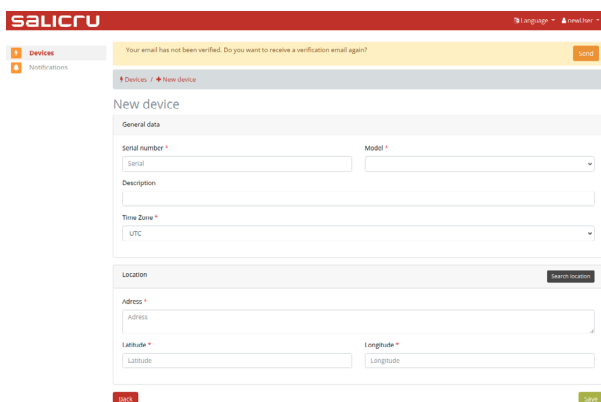 salicru
Language newUser
Devices
Notifications
Your email has not been verified. Do you want to receive a verification email again?
Send
Devices / New device
New device
General data
Serial number * Model *
Serial
Description
Time Zone *
UTC
Location
Search location
Adress *
Adress
Latitude * Longitude *
Latitude Longitude
Back Save